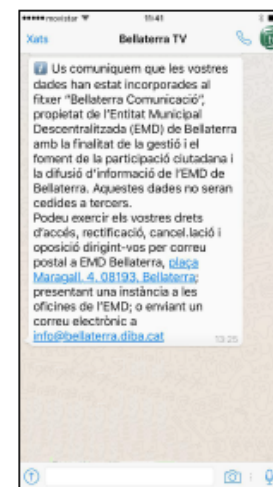 movistar
11:41
Xats
Bellaterra TV
Us comuniquem que les vostres
dades han estat incorporades al
fitxer "Bellaterra Comunicació",
propietat de l'Entitat Municipal
Descentralitzada (EMD) de Bellaterra
amb la finalitat de la gestió i el
foment de la participació ciutadana i
la difusió d'informació de l'EMD de
Bellaterra. Aquestes dades no seran
cedides a tercers.
Podeu exercir els vostres drets
d'accés, rectificació, cancel.lació i
oposició dirigint-vos per correu
postal a EMD Bellaterra, plaça
Maragall, 4, 08193, Bellaterra;
presentant una instància a les
oficines de l'EMD; o enviant un
correu electrònic a
info@bellaterra.diba.cat
13:25